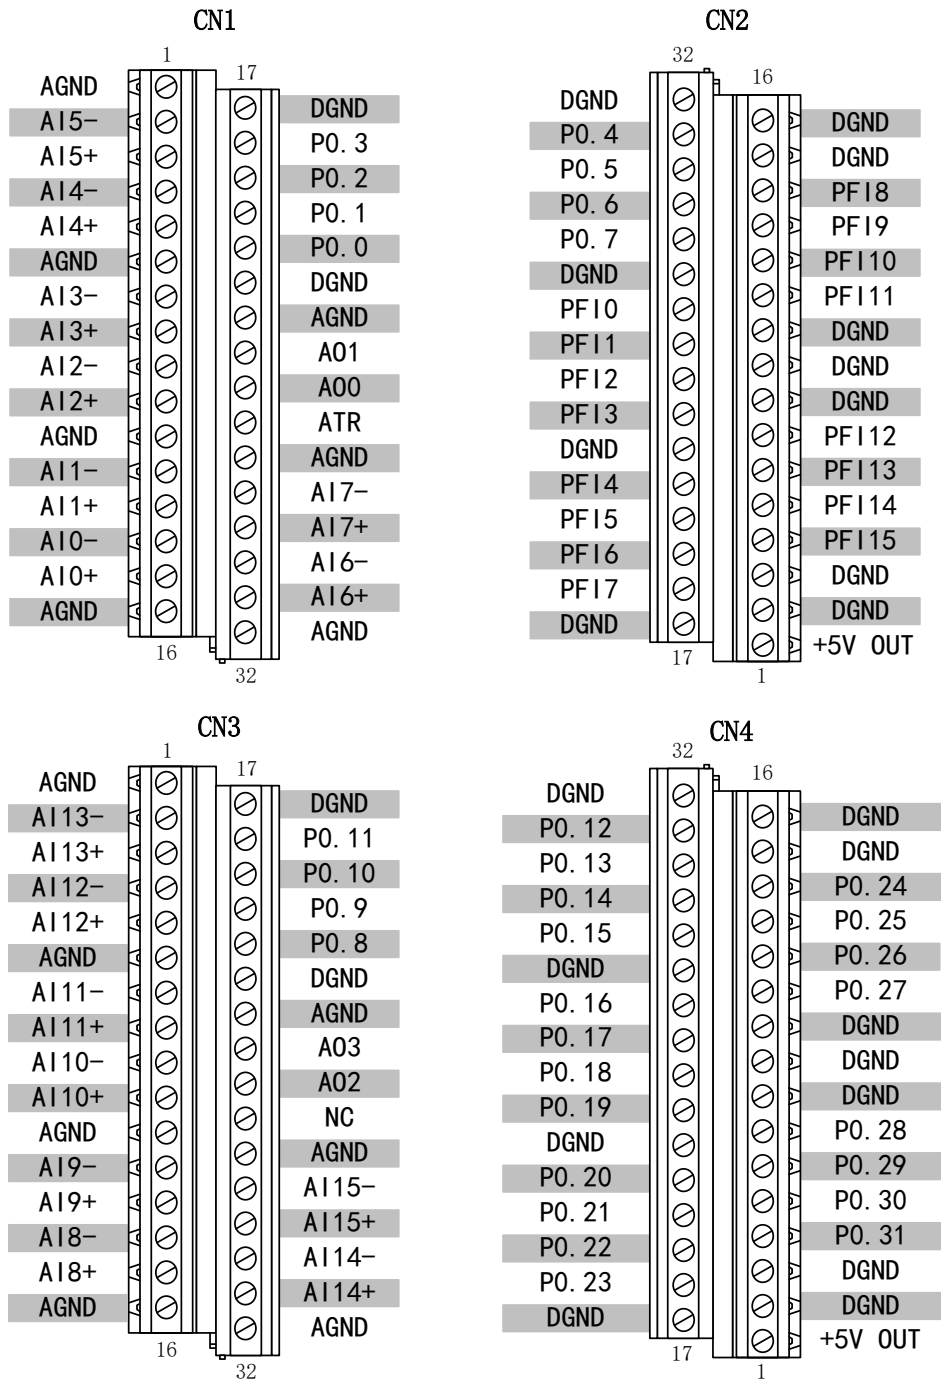 CN1
1
17
AGND
AI5-
AI5+
AI4-
AI4+
AGND
AI3-
AI3+
AI2-
AI2+
AGND
AI1-
AI1+
AI0-
AI0+
AGND
DGND
P0.3
P0.2
P0.1
P0.0
DGND
AGND
AO1
AO0
ATR
AGND
AI7-
AI7+
AI6-
AI6+
AGND
16
32
CN2
32
16
DGND
P0.4
P0.5
P0.6
P0.7
DGND
PFI0
PFI1
PFI2
PFI3
DGND
PFI4
PFI5
PFI6
PFI7
DGND
DGND
DGND
PFI8
PFI9
PFI10
PFI11
DGND
DGND
DGND
PFI12
PFI13
PFI14
PFI15
DGND
DGND
+5V OUT
17
1
CN3
1
17
AGND
AI13-
AI13+
AI12-
AI12+
AGND
AI11-
AI11+
AI10-
AI10+
AGND
AI9-
AI9+
AI8-
AI8+
AGND
DGND
P0.11
P0.10
P0.9
P0.8
DGND
AGND
AO3
AO2
NC
AGND
AI15-
AI15+
AI14-
AI14+
AGND
16
32
CN4
32
16
DGND
P0.12
P0.13
P0.14
P0.15
DGND
P0.16
P0.17
P0.18
P0.19
DGND
P0.20
P0.21
P0.22
P0.23
DGND
DGND
DGND
P0.24
P0.25
P0.26
P0.27
DGND
DGND
DGND
P0.28
P0.29
P0.30
P0.31
DGND
DGND
+5V OUT
17
1